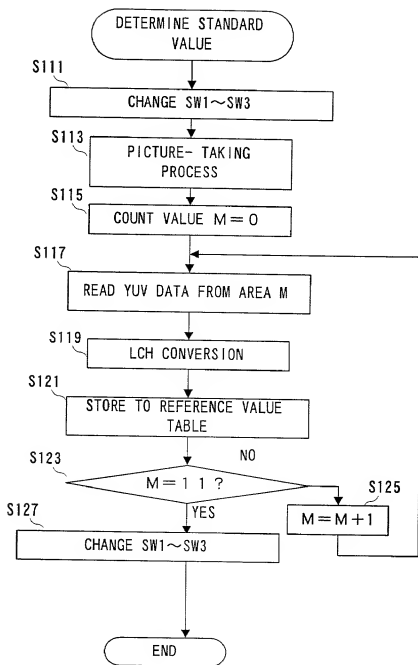 DETERMINE STANDARD
VALUE
S111
CHANGE SW1~SW3
S113
PICTURE- TAKING
PROCESS
S115
COUNT VALUE M=0
S117
READ YUV DATA FROM AREA M
S119
LCH CONVERSION
S121
STORE TO REFERENCE VALUE
TABLE
S123
NO
M=11?
S125
M=M+1
YES
S127
CHANGE SW1~SW3
END